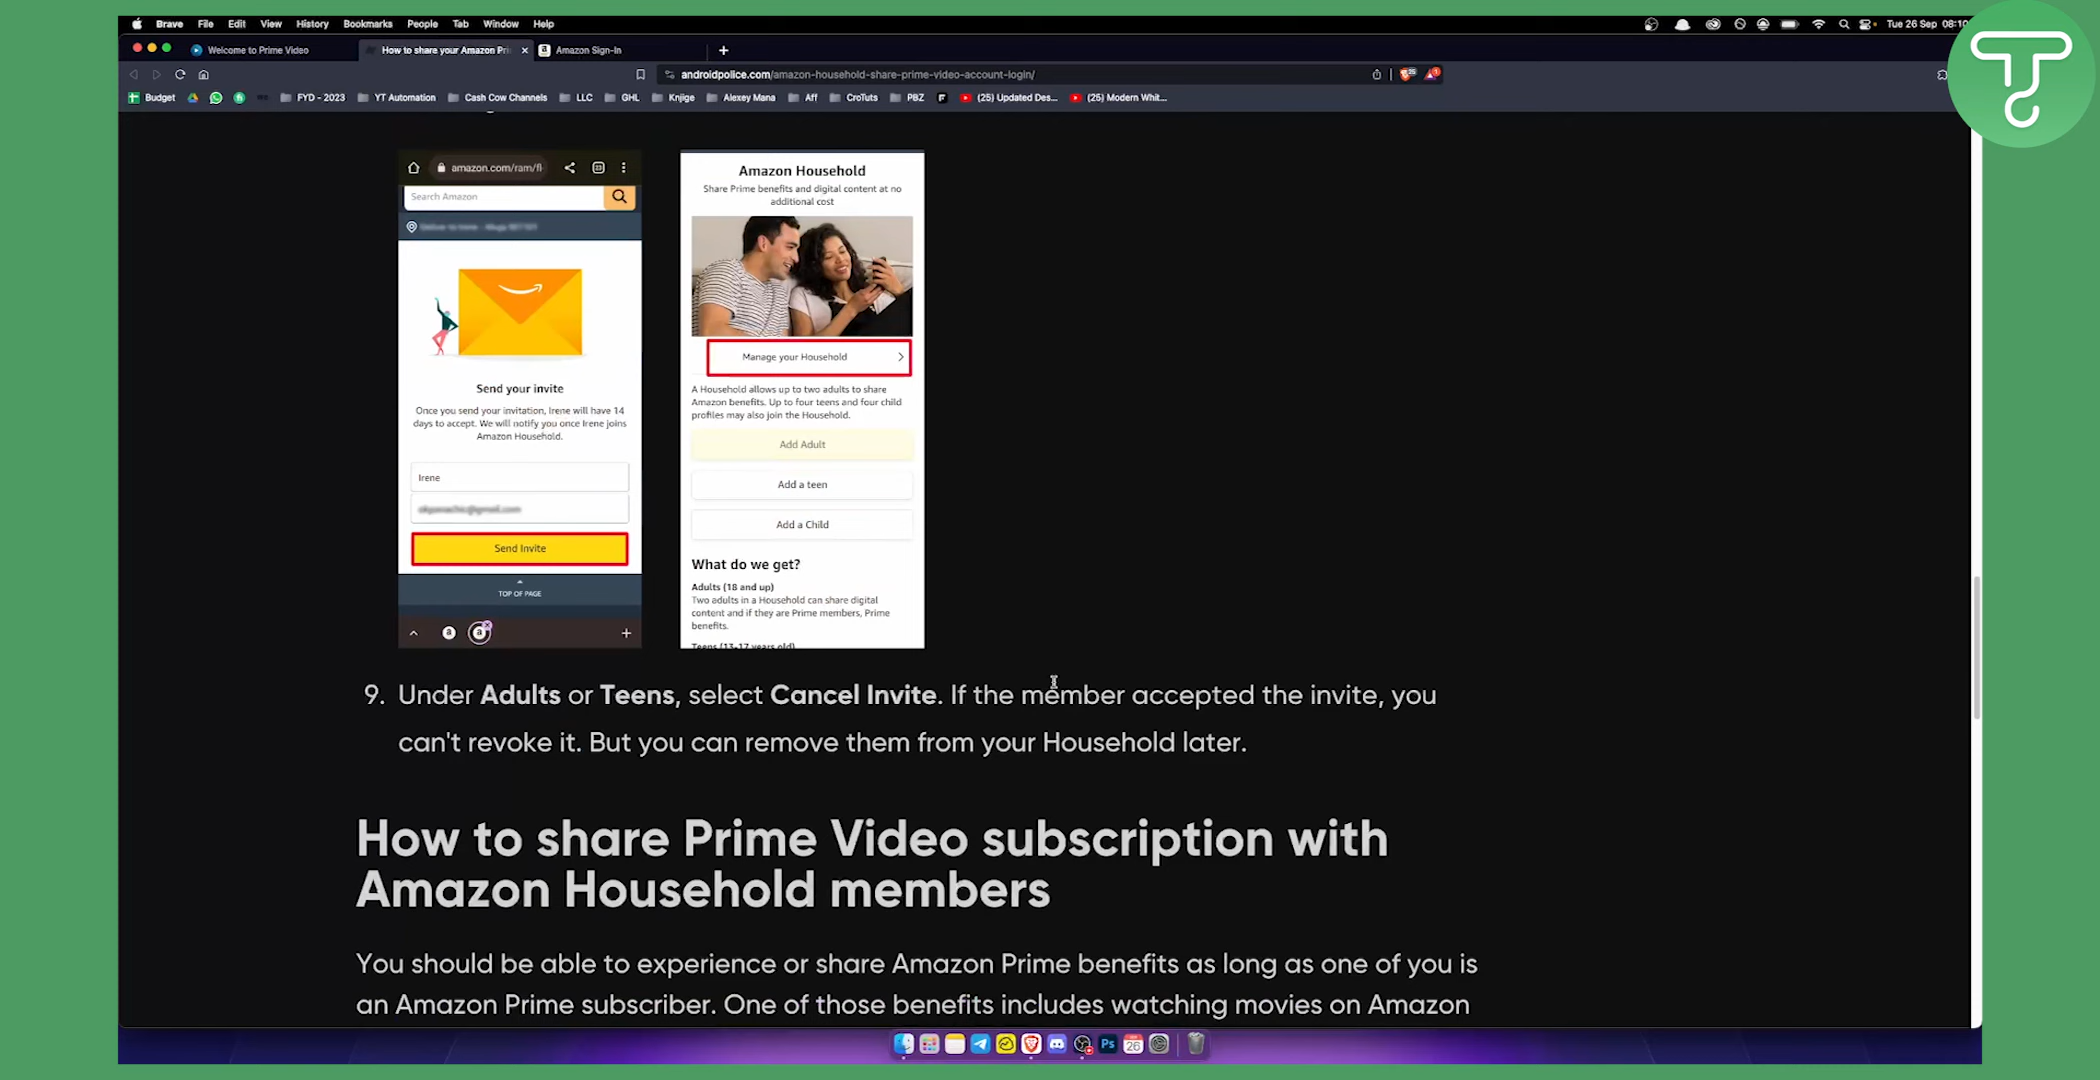 Brave File Edit View History Bookmarks People Tab Window Help
Tue 26 Sep 08:10
Welcome to Prime Video
How to share your Amazon Pri
Amazon Sign-In
androidpolice.com/amazon-household-share-prime-video-account-login/
Budget FYD - 2023 YT Automation Cash Cow Channels LLC GHL Knjige Alexey Mana Aff CroTuts PBZ (25) Updated Des... (25) Modern Whit...
amazon.com/ram/fl
Search Amazon
Send your invite
Once you send your invitation, Irene will have 14
days to accept. We will notify you once Irene joins
Amazon Household.
Irene
Send Invite
TOP OF PAGE
Amazon Household
Share Prime benefits and digital content at no
additional cost
Manage your Household
A Household allows up to two adults to share
Amazon benefits. Up to four teens and four child
profiles may also join the Household.
Add Adult
Add a teen
Add a Child
What do we get?
Adults (18 and up)
Two adults in a Household can share digital
content and if they are Prime members, Prime
benefits.
Teens (13-17 years old)
9. Under Adults or Teens, select Cancel Invite. If the member accepted the invite, you
can't revoke it. But you can remove them from your Household later.
How to share Prime Video subscription with
Amazon Household members
You should be able to experience or share Amazon Prime benefits as long as one of you is
an Amazon Prime subscriber. One of those benefits includes watching movies on Amazon